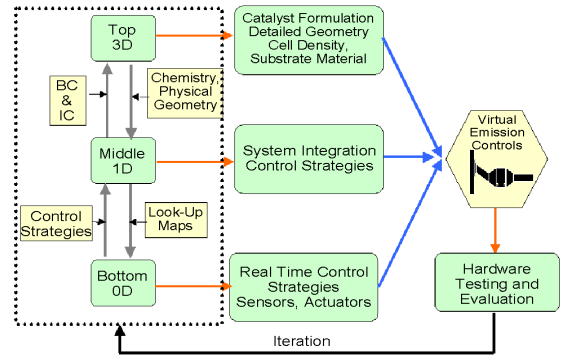 Top
3D
Catalyst Formulation
Detailed Geometry
Cell Density,
Substrate Material
BC
&
IC
Chemistry,
Physical
Geometry
Virtual
Emission
Controls
Middle
1D
System Integration
Control Strategies
Control
Strategies
Look-Up
Maps
Bottom
0D
Real Time Control
Strategies
Sensors, Actuators
Hardware
Testing and
Evaluation
Iteration